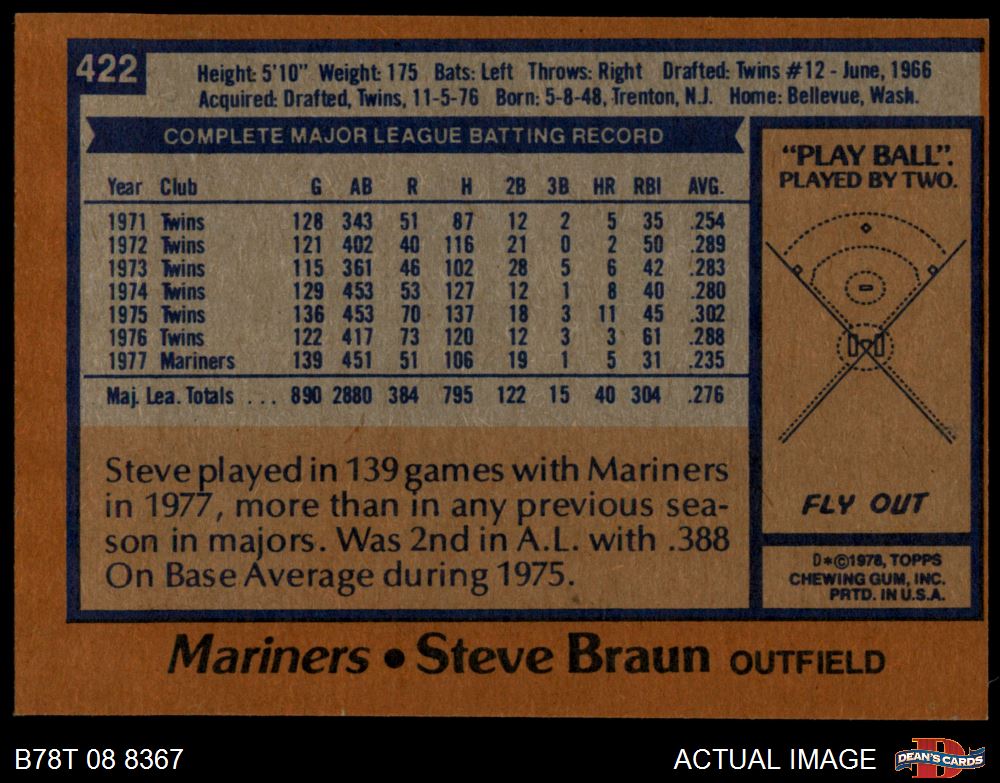 422
Height: 5'10" Weight: 175 Bats: Left Throws: Right Drafted: Twins #12 - June, 1966
Acquired: Drafted, Twins, 11-5-76 Born: 5-8-48, Trenton, N.J. Home: Bellevue, Wash.
COMPLETE MAJOR LEAGUE BATTING RECORD
Year Club G AB R H 2B 3B HR RBI AVG.
1971 Twins 128 343 51 87 12 2 5 35 .254
1972 Twins 121 402 40 116 21 0 2 50 .289
1973 Twins 115 361 46 102 28 5 6 42 .283
1974 Twins 129 453 53 127 12 1 8 40 .280
1975 Twins 136 453 70 137 18 3 11 45 .302
1976 Twins 122 417 73 120 12 3 3 61 .288
1977 Mariners 139 451 51 106 19 1 5 31 .235
Maj. Lea. Totals ... 890 2880 384 795 122 15 40 304 .276
Steve played in 139 games with Mariners
in 1977, more than in any previous sea-
son in majors. Was 2nd in A.L. with .388
On Base Average during 1975.
"PLAY BALL".
PLAYED BY TWO.
FLY OUT
D*©1978, TOPPS
CHEWING GUM, INC.
PRTD. IN U.S.A.
Mariners • Steve Braun OUTFIELD
B78T 08 8367
ACTUAL IMAGE
DEAN'S CARDS